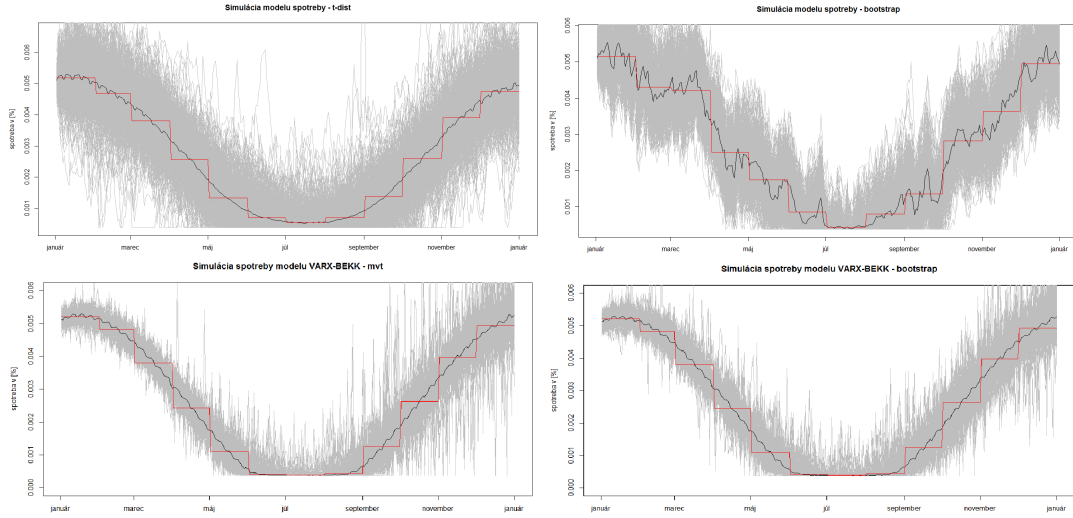 Simulácia modelu spotreby - t-dist
spotreba v [%]
0.001 0.002 0.003 0.004 0.005 0.006
január marec máj júl september november január
Simulácia modelu spotreby - bootstrap
spotreba v [%]
0.001 0.002 0.003 0.004 0.005 0.006
január marec máj júl september november január
Simulácia spotreby modelu VARX-BEKK - mvt
spotreba v [%]
0.000 0.001 0.002 0.003 0.004 0.005 0.006
január marec máj júl september november január
Simulácia spotreby modelu VARX-BEKK - bootstrap
spotreba v [%]
0.000 0.001 0.002 0.003 0.004 0.005 0.006
január marec máj júl september november január